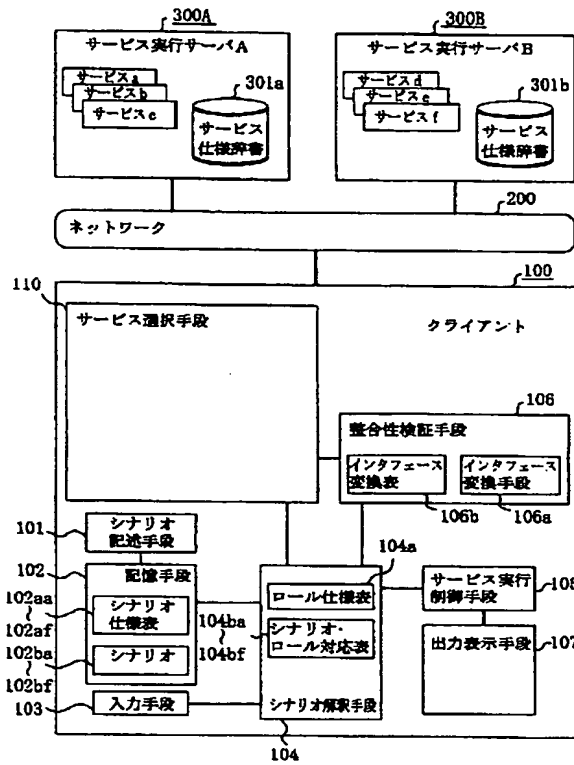 300A
300B
サービス実行サーバA
サービス実行サーバB
サービスa
サービスb
サービスc
301a
サービス
仕様辞書
サービスd
サービスe
サービスf
301b
サービス
仕様辞書
200
ネットワーク
100
110
サービス選択手段
クライアント
106
整合性検証手段
インタフェース
変換表
インタフェース
変換手段
106b
106a
101
シナリオ
記述手段
102
記憶手段
102aa
~
102af
シナリオ
仕様表
102ba
~
102bf
シナリオ
103
入力手段
104a
ロール仕様表
104ba
~
104bf
シナリオ・
ロール対応表
シナリオ解釈手段
104
サービス実行
制御手段
108
出力表示手段
107